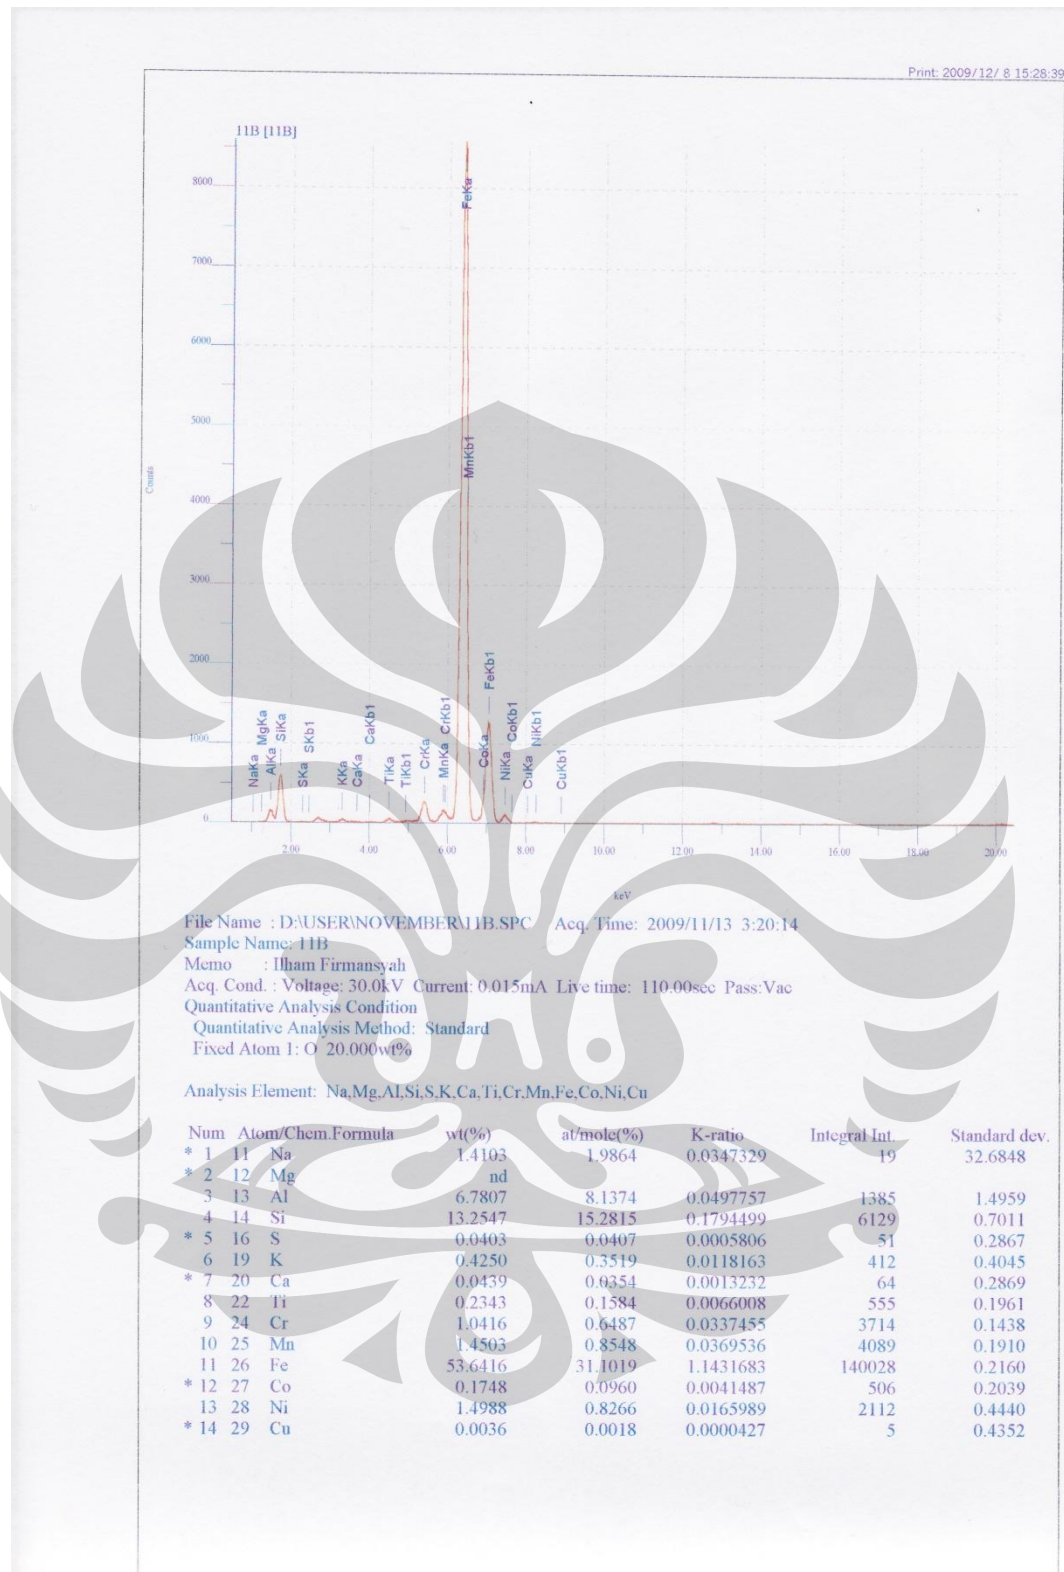 Print: 2009/12/ 8 15:28:39
11B [11B]
8000
7000
6000
5000
4000
3000
2000
1000
0
Counts
FeKa
MnKb1
FeKb1
NaKa
MgKa
AlKa
SiKa
SKa
SKb1
KKa
CaKa
CaKb1
TiKa
TiKb1
CrKa
MnKa
CrKb1
CoKa
NiKa
CoKb1
CuKa
NiKb1
CuKb1
2.00 4.00 6.00 8.00 10.00 12.00 14.00 16.00 18.00 20.00
keV
File Name : D:\USER\NOVEMBER\11B.SPC Acq. Time: 2009/11/13 3:20:14
Sample Name: 11B
Memo : Ilham Firmansyah
Acq. Cond. : Voltage: 30.0kV Current: 0.015mA Live time: 110.00sec Pass:Vac
Quantitative Analysis Condition
Quantitative Analysis Method: Standard
Fixed Atom 1: O 20.000wt%
Analysis Element: Na,Mg,Al,Si,S,K,Ca,Ti,Cr,Mn,Fe,Co,Ni,Cu
Num Atom/Chem.Formula wt(%) at/mole(%) K-ratio Integral Int. Standard dev.
* 1 11 Na 1.4103 1.9864 0.0347329 19 32.6848
* 2 12 Mg nd
3 13 Al 6.7807 8.1374 0.0497757 1385 1.4959
4 14 Si 13.2547 15.2815 0.1794499 6129 0.7011
* 5 16 S 0.0403 0.0407 0.0005806 51 0.2867
6 19 K 0.4250 0.3519 0.0118163 412 0.4045
* 7 20 Ca 0.0439 0.0354 0.0013232 64 0.2869
8 22 Ti 0.2343 0.1584 0.0066008 555 0.1961
9 24 Cr 1.0416 0.6487 0.0337455 3714 0.1438
10 25 Mn 1.4503 0.8548 0.0369536 4089 0.1910
11 26 Fe 53.6416 31.1019 1.1431683 140028 0.2160
* 12 27 Co 0.1748 0.0960 0.0041487 506 0.2039
13 28 Ni 1.4988 0.8266 0.0165989 2112 0.4440
* 14 29 Cu 0.0036 0.0018 0.0000427 5 0.4352